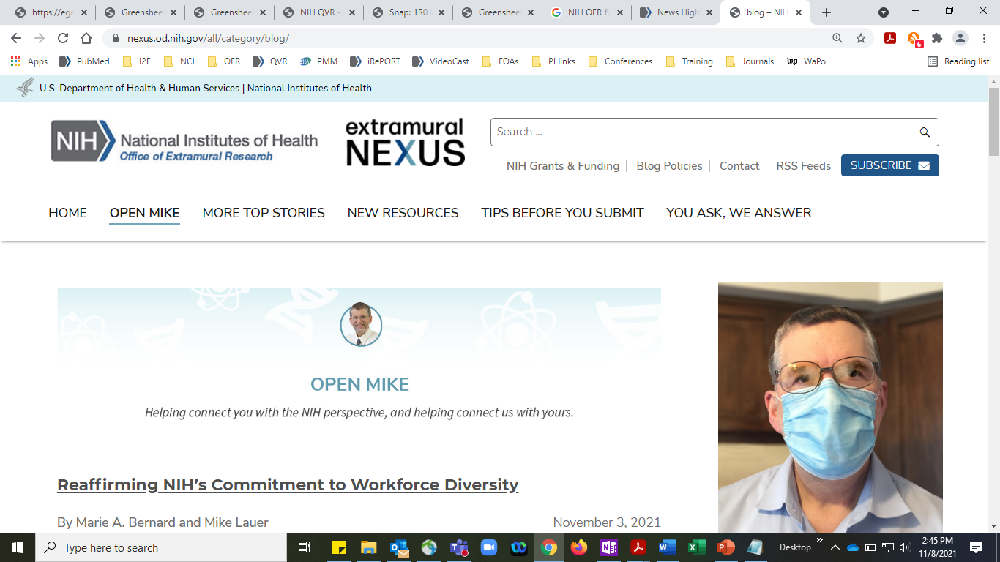 https://egr
Greenshee
Greenshee
NIH QVR -
Snap: 1R01
Greenshee
NIH OER fu
News High
blog – NIH
nexus.od.nih.gov/all/category/blog/
6
Apps PubMed I2E NCI OER QVR PMM iRePORT VideoCast FOAs PI links Conferences Training Journals WaPo Reading list
U.S. Department of Health & Human Services | National Institutes of Health
NIH National Institutes of Health
Office of Extramural Research
extramural
NEXUS
Search ...
NIH Grants & Funding Blog Policies Contact RSS Feeds SUBSCRIBE
HOME OPEN MIKE MORE TOP STORIES NEW RESOURCES TIPS BEFORE YOU SUBMIT YOU ASK, WE ANSWER
OPEN MIKE
Helping connect you with the NIH perspective, and helping connect us with yours.
Reaffirming NIH’s Commitment to Workforce Diversity
By Marie A. Bernard and Mike Lauer November 3, 2021
Type here to search
Desktop
2:45 PM
11/8/2021